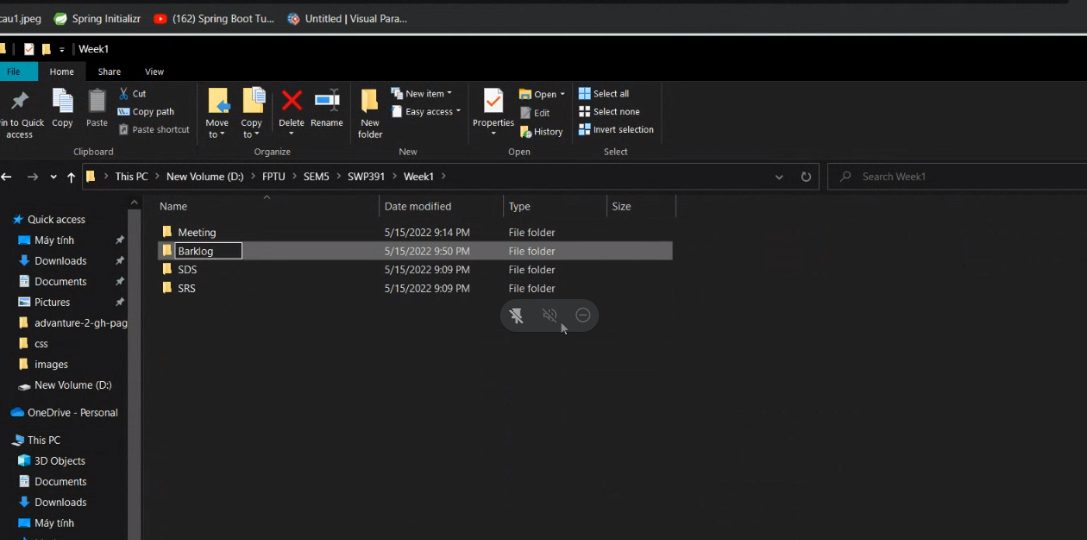 cau1.jpeg Spring Initializr (162) Spring Boot Tu... Untitled | Visual Para...
Week1
File Home Share View
in to Quick access Copy Paste Cut Copy path Paste shortcut Move to Copy to Delete Rename New folder New item Easy access Properties Open Edit History Select all Select none Invert selection
Clipboard Organize New Open Select
This PC New Volume (D:) FPTU SEM5 SWP391 Week1 Search Week1
Name Date modified Type Size
Meeting 5/15/2022 9:14 PM File folder
Barklog 5/15/2022 9:50 PM File folder
SDS 5/15/2022 9:09 PM File folder
SRS 5/15/2022 9:09 PM File folder
Quick access
Máy tính
Downloads
Documents
Pictures
advanture-2-gh-pag
css
images
New Volume (D:)
OneDrive - Personal
This PC
3D Objects
Documents
Downloads
Máy tính